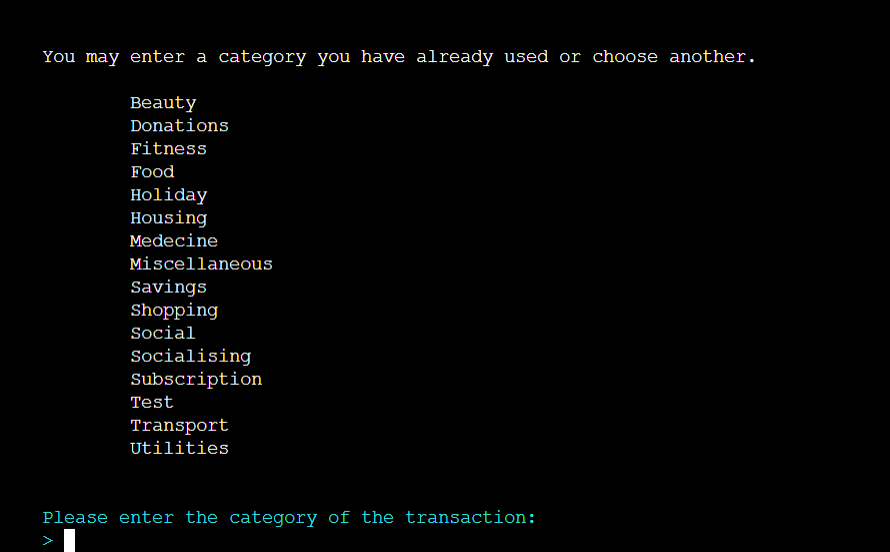 You may enter a category you have already used or choose another.
Beauty
Donations
Fitness
Food
Holiday
Housing
Medecine
Miscellaneous
Savings
Shopping
Social
Socialising
Subscription
Test
Transport
Utilities
Please enter the category of the transaction:
>